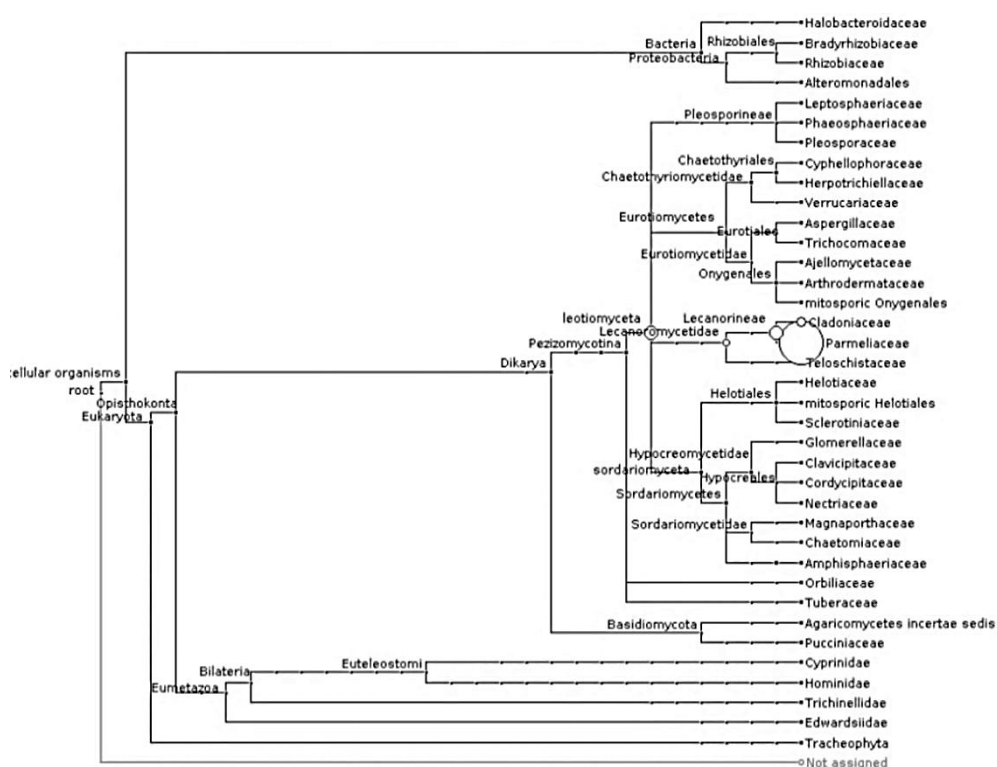 Halobacteroidaceae
Bacteria
Rhizobiales
Bradyrhizobiaceae
Proteobacteria
Rhizobiaceae
Alteromonadales
Leptosphaeriaceae
Pleosporineae
Phaeosphaeriaceae
Pleosporaceae
Chaetothyriales
Cyphellophoraceae
Chaetothyriomycetidae
Herpotrichiellaceae
Verrucariaceae
Eurotiomycetes
Aspergillaceae
Eurotiales
Trichocomaceae
Eurotiomycetidae
Ajellomycetaceae
Onygenales
Arthrodermataceae
mitosporic Onygenales
leotiomyceta
Lecanorineae
Cladoniaceae
Lecanoromycetidae
Pezizomycotina
Parmeliaceae
Dikarya
Teloschistaceae
:ellular organisms
root
Helotiaceae
Opisthokonta
Helotiales
mitosporic Helotiales
Eukaryota
Sclerotiniaceae
Glomerellaceae
Hypocreomycetidae
Clavicipitaceae
sordariomyceta
Hypocreales
Cordycipitaceae
Sordariomycetes
Nectriaceae
Sordariomycetidae
Magnaporthaceae
Chaetomiaceae
Amphisphaeriaceae
Orbiliaceae
Tuberaceae
Basidiomycota
Agaricomycetes incertae sedis
Pucciniaceae
Euteleostomi
Cyprinidae
Bilateria
Hominidae
Eumetazoa
Trichinellidae
Edwardsiidae
Tracheophyta
Not assigned